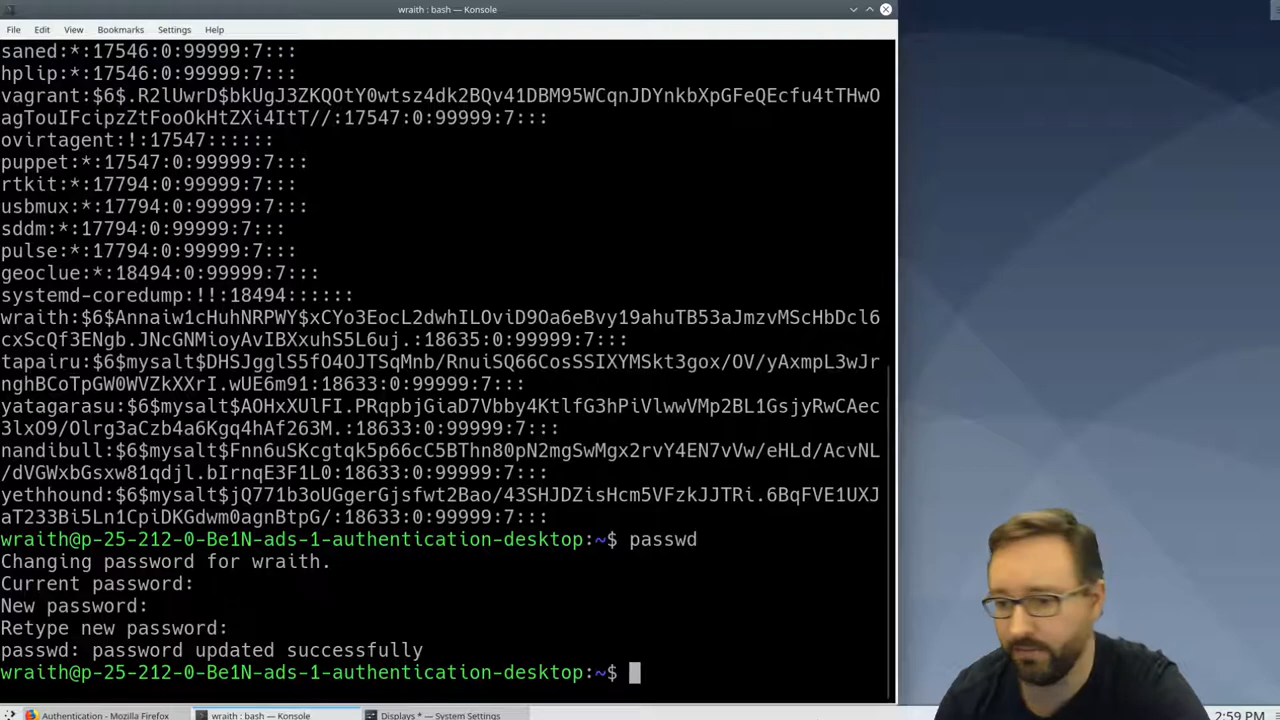 wraith : bash — Konsole
File Edit View Bookmarks Settings Help
saned:*:17546:0:99999:7:::
hplip:*:17546:0:99999:7:::
vagrant:$6$.R2lUwrD$bkUgJ3ZKQOtY0wtsz4dk2BQv41DBM95WCqnJDYnkbXpGFeQEcfu4tTHwO
agTouIFcipzZtFooOkHtZXi4ItT//:17547:0:99999:7:::
ovirtagent:!:17547::::::
puppet:*:17547:0:99999:7:::
rtkit:*:17794:0:99999:7:::
usbmux:*:17794:0:99999:7:::
sddm:*:17794:0:99999:7:::
pulse:*:17794:0:99999:7:::
geoclue:*:18494:0:99999:7:::
systemd-coredump:!!:18494::::::
wraith:$6$Annaiw1cHuhNRPWY$xCYo3EocL2dwhILOviD9Oa6eBvy19ahuTB53aJmzvMScHbDcl6
cxScQf3ENgb.JNcGNMioyAvIBXxuhS5L6uj.:18635:0:99999:7:::
tapairu:$6$mysalt$DHSJgglS5fO4OJTSqMnb/RnuiSQ66CosSSIXYMSkt3gox/OV/yAxmpL3wJr
nghBCoTpGW0WVZkXXrI.wUE6m91:18633:0:99999:7:::
yatagarasu:$6$mysalt$AOHxXUlFI.PRqpbjGiaD7Vbby4KtlfG3hPiVlwwVMp2BL1GsjyRwCAec
3lxO9/Olrg3aCzb4a6Kgq4hAf263M.:18633:0:99999:7:::
nandibull:$6$mysalt$Fnn6uSKcgtqk5p66cC5BThn80pN2mgSwMgx2rvY4EN7vVw/eHLd/AcvNL
/dVGWxbGsxw81qdjl.bIrnqE3F1L0:18633:0:99999:7:::
yethhound:$6$mysalt$jQ771b3oUGgerGjsfwt2Bao/43SHJDZisHcm5VFzkJJTRi.6BqFVE1UXJ
aT233Bi5Ln1CpiDKGdwm0agnBtpG/:18633:0:99999:7:::
wraith@p-25-212-0-Be1N-ads-1-authentication-desktop:~$ passwd
Changing password for wraith.
Current password:
New password:
Retype new password:
passwd: password updated successfully
wraith@p-25-212-0-Be1N-ads-1-authentication-desktop:~$
Authentication - Mozilla Firefox wraith : bash — Konsole Displays * — System Settings 2:59 PM